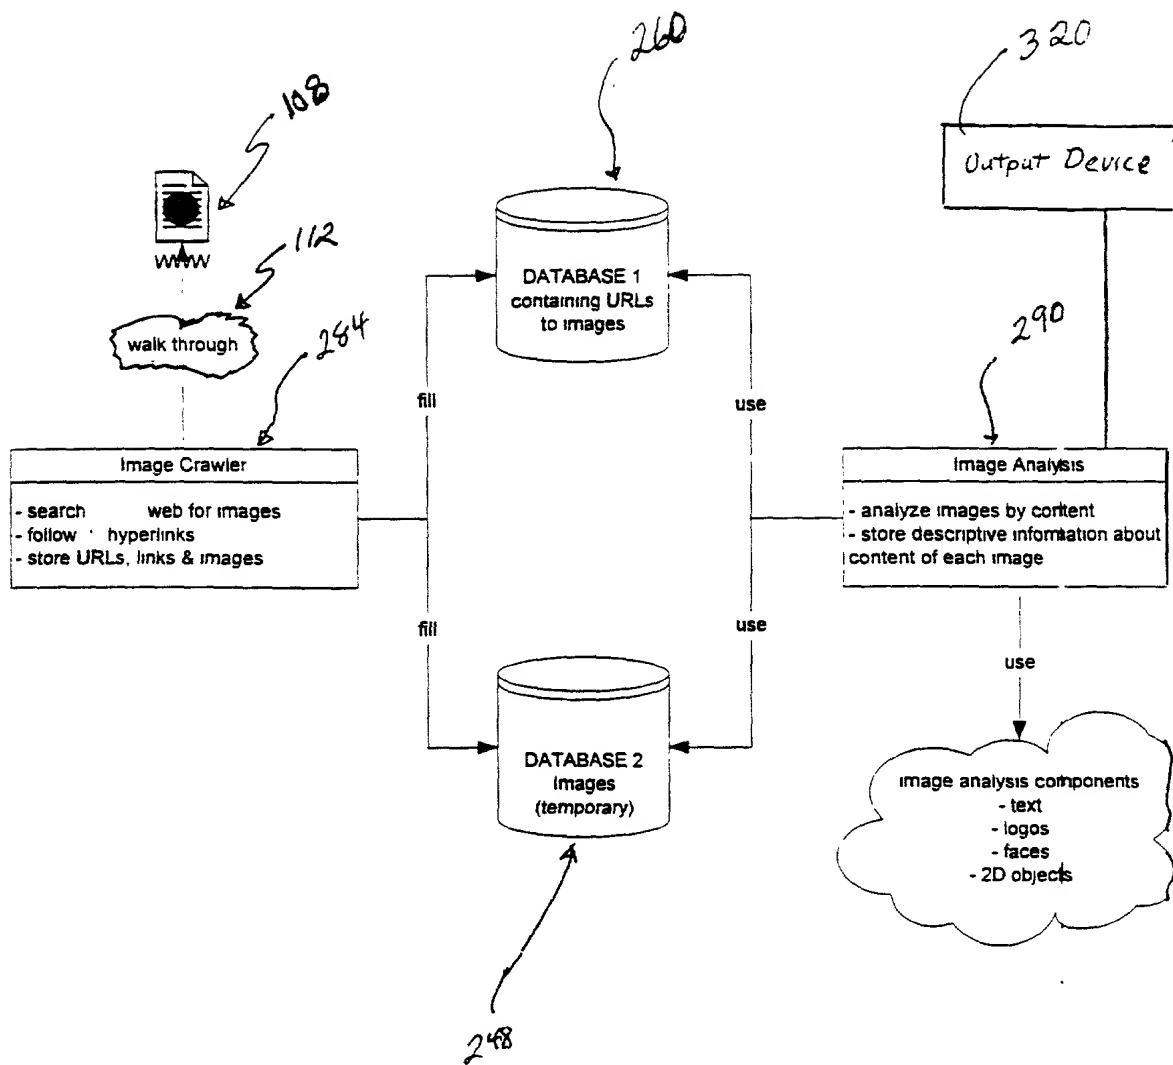 260
320
108
Output Device
112
DATABASE 1
containing URLs
to images
walk through
284
290
fill
use
Image Crawler
- search web for images
- follow hyperlinks
- store URLs, links & images
Image Analysis
- analyze images by content
- store descriptive information about
content of each image
fill
use
use
DATABASE 2
Images
(temporary)
image analysis components
- text
- logos
- faces
- 2D objects
248